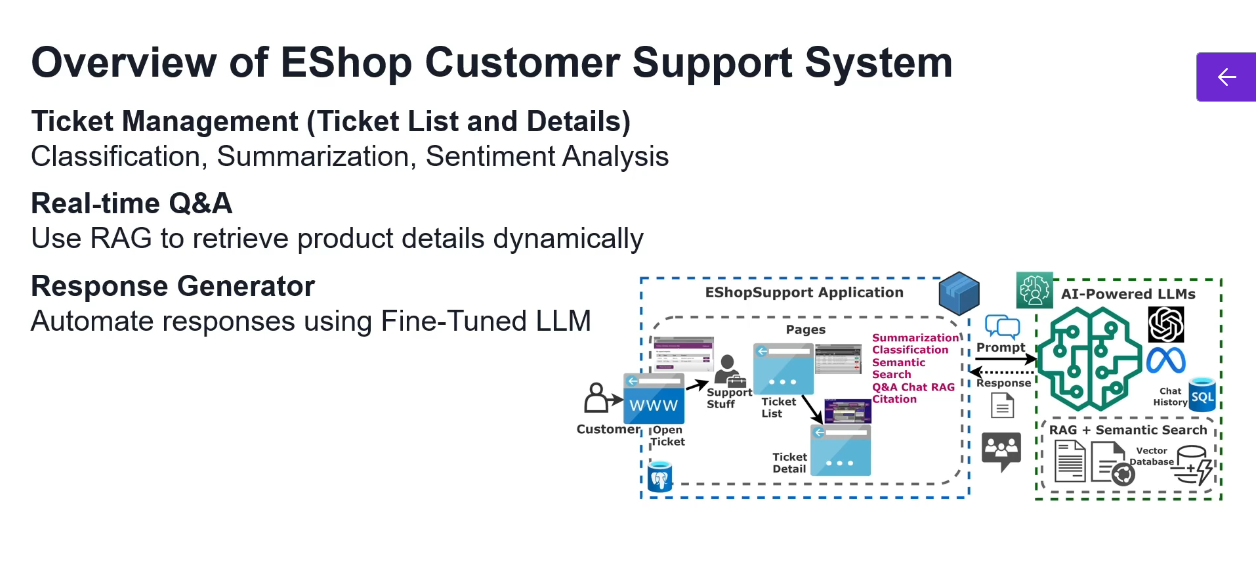 Overview of EShop Customer Support System
Ticket Management (Ticket List and Details)
Classification, Summarization, Sentiment Analysis
Real-time Q&A
Use RAG to retrieve product details dynamically
Response Generator
Automate responses using Fine-Tuned LLM
EShopSupport Application
Pages
Summarization
Classification
Semantic
Search
Q&A Chat RAG
Citation
Customer
WWW
Open
Ticket
Support
Stuff
Ticket
List
Ticket
Detail
Prompt
Response
AI-Powered LLMs
Chat
History
SQL
RAG + Semantic Search
Vector
Database